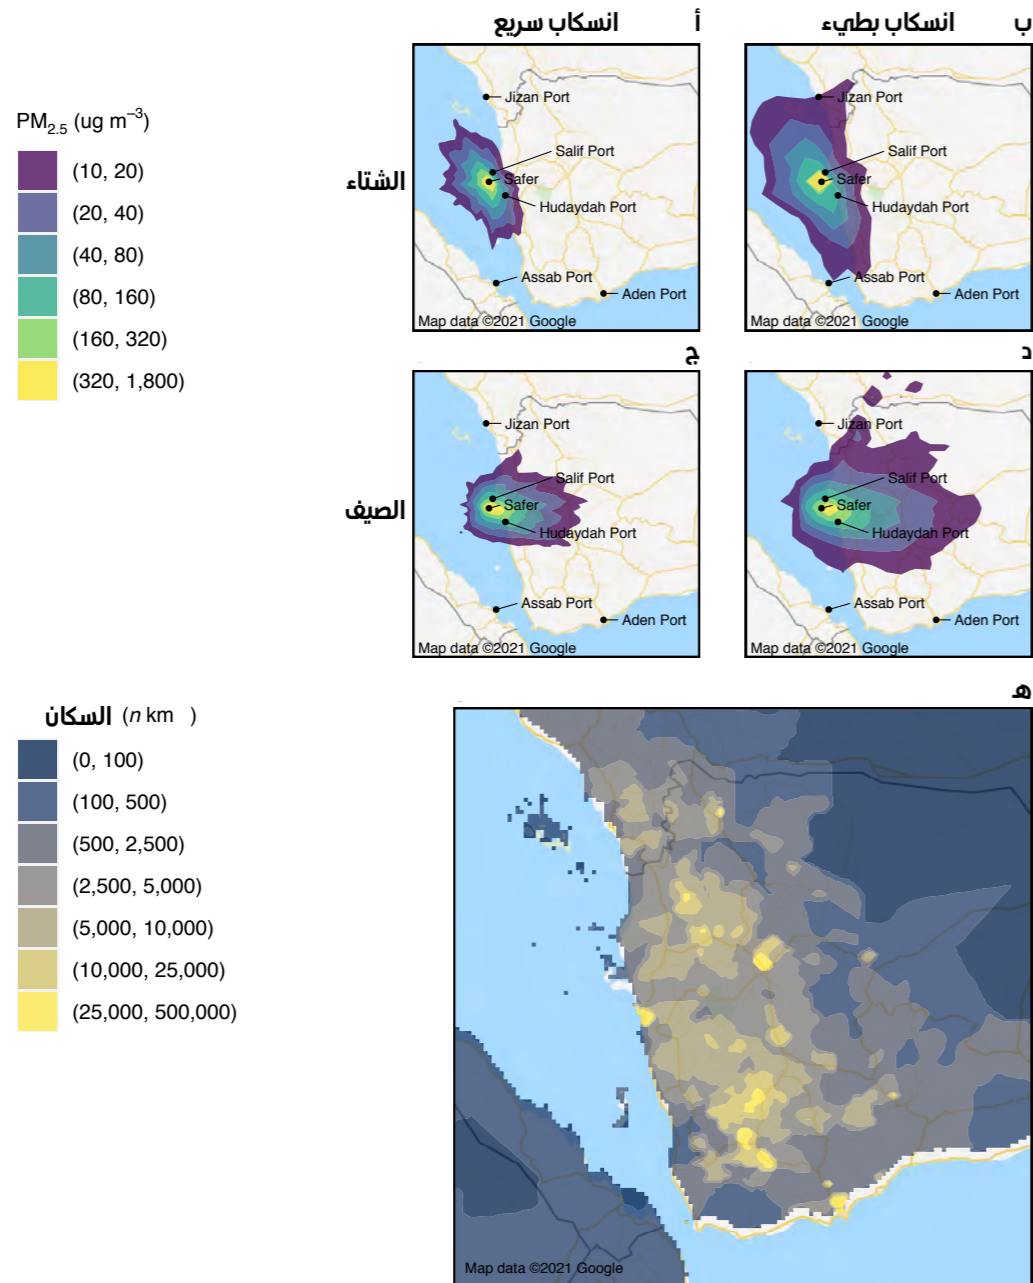 أ انسكاب سريع
ب انسكاب بطيء
PM2.5 (ug m–3)
(10, 20)
(20, 40)
(40, 80)
(80, 160)
(160, 320)
(320, 1,800)
الشتاء
Jizan Port
Salif Port
Safer
Hudaydah Port
Assab Port
Aden Port
Map data ©2021 Google
Jizan Port
Salif Port
Safer
Hudaydah Port
Assab Port
Aden Port
Map data ©2021 Google
ج
د
الصيف
Jizan Port
Salif Port
Safer
Hudaydah Port
Assab Port
Aden Port
Map data ©2021 Google
Jizan Port
Salif Port
Safer
Hudaydah Port
Assab Port
Aden Port
Map data ©2021 Google
ه
السكان (n km )
(0, 100)
(100, 500)
(500, 2,500)
(2,500, 5,000)
(5,000, 10,000)
(10,000, 25,000)
(25,000, 500,000)
Map data ©2021 Google